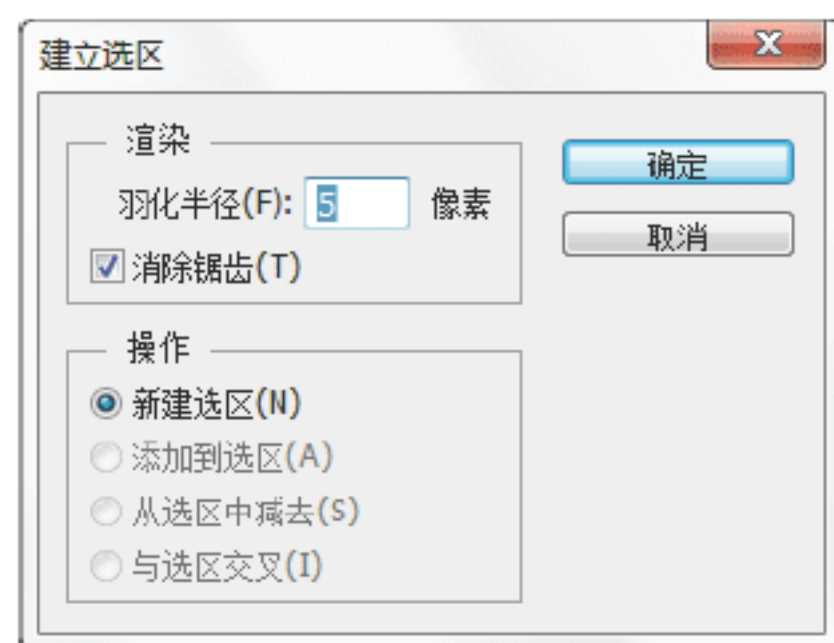 建立选区
渲染
羽化半径(F): 5 像素
消除锯齿(T)
确定
取消
操作
新建选区(N)
添加到选区(A)
从选区中减去(S)
与选区交叉(I)